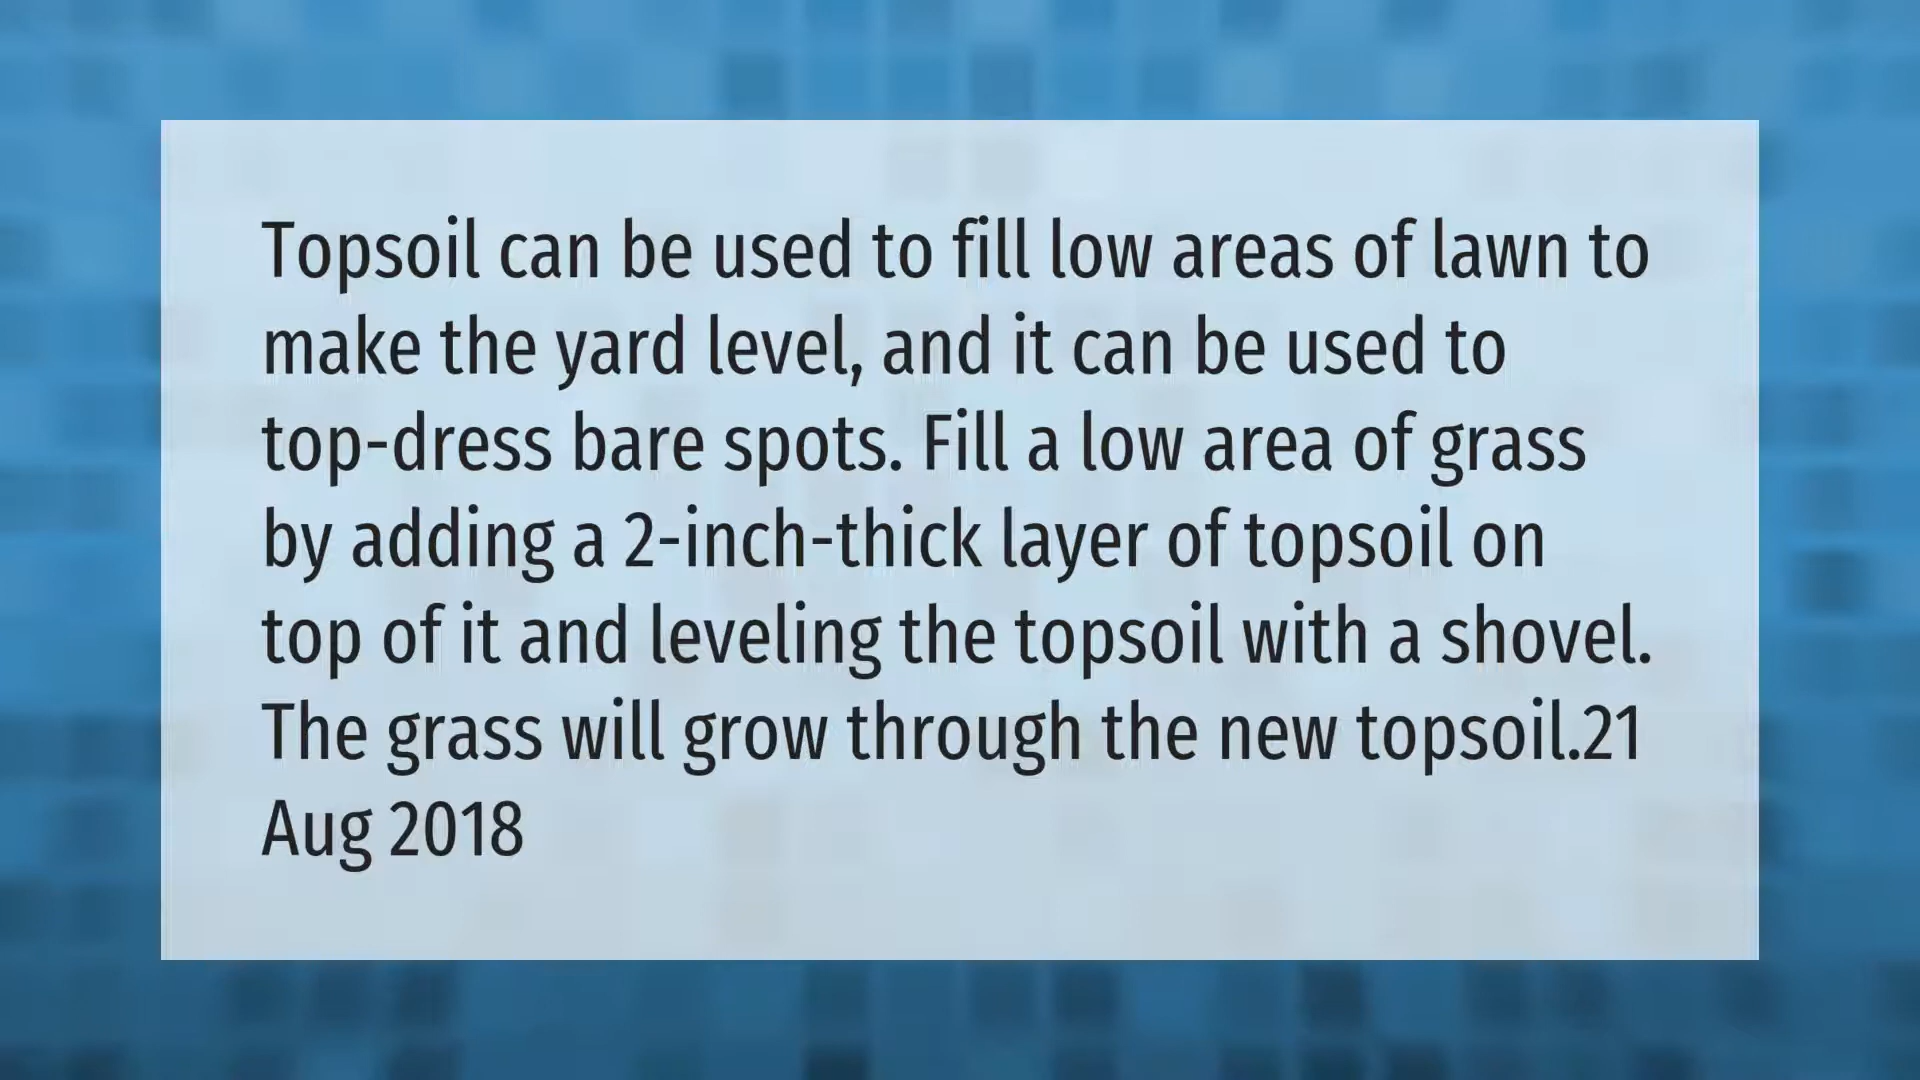 Topsoil can be used to fill low areas of lawn to
make the yard level, and it can be used to
top-dress bare spots. Fill a low area of grass
by adding a 2-inch-thick layer of topsoil on
top of it and leveling the topsoil with a shovel.
The grass will grow through the new topsoil.21
Aug 2018